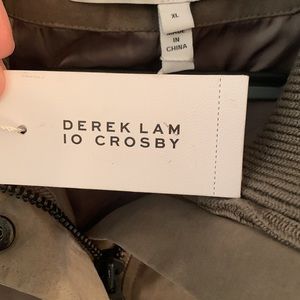 XL
MADE
IN
CHINA
DEREK LAM
10 CROSBY